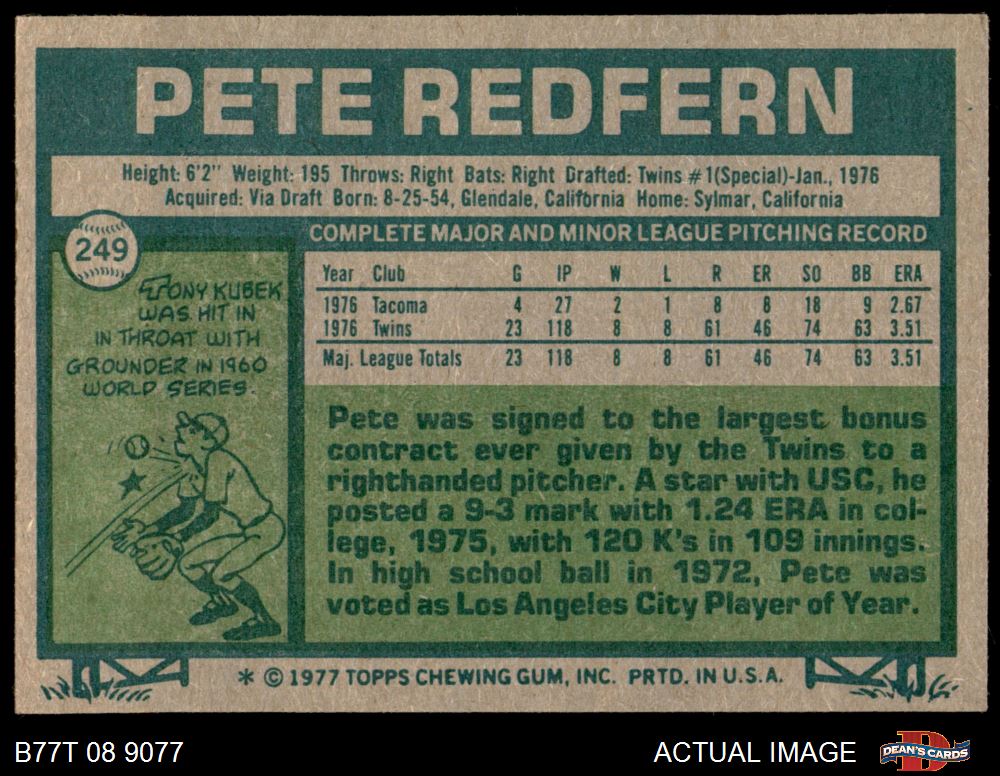 PETE REDFERN
Height: 6'2" Weight: 195 Throws: Right Bats: Right Drafted: Twins #1(Special)-Jan., 1976
Acquired: Via Draft Born: 8-25-54, Glendale, California Home: Sylmar, California
249
TONY KUBEK
WAS HIT IN
IN THROAT WITH
GROUNDER IN 1960
WORLD SERIES.
COMPLETE MAJOR AND MINOR LEAGUE PITCHING RECORD
Year Club G IP W L R ER SO BB ERA
1976 Tacoma 4 27 2 1 8 8 18 9 2.67
1976 Twins 23 118 8 8 61 46 74 63 3.51
Maj. League Totals 23 118 8 8 61 46 74 63 3.51
Pete was signed to the largest bonus
contract ever given by the Twins to a
righthanded pitcher. A star with USC, he
posted a 9-3 mark with 1.24 ERA in col-
lege, 1975, with 120 K's in 109 innings.
In high school ball in 1972, Pete was
voted as Los Angeles City Player of Year.
* © 1977 TOPPS CHEWING GUM, INC. PRTD. IN U.S.A.
B77T 08 9077
ACTUAL IMAGE
D
DEAN'S CARDS